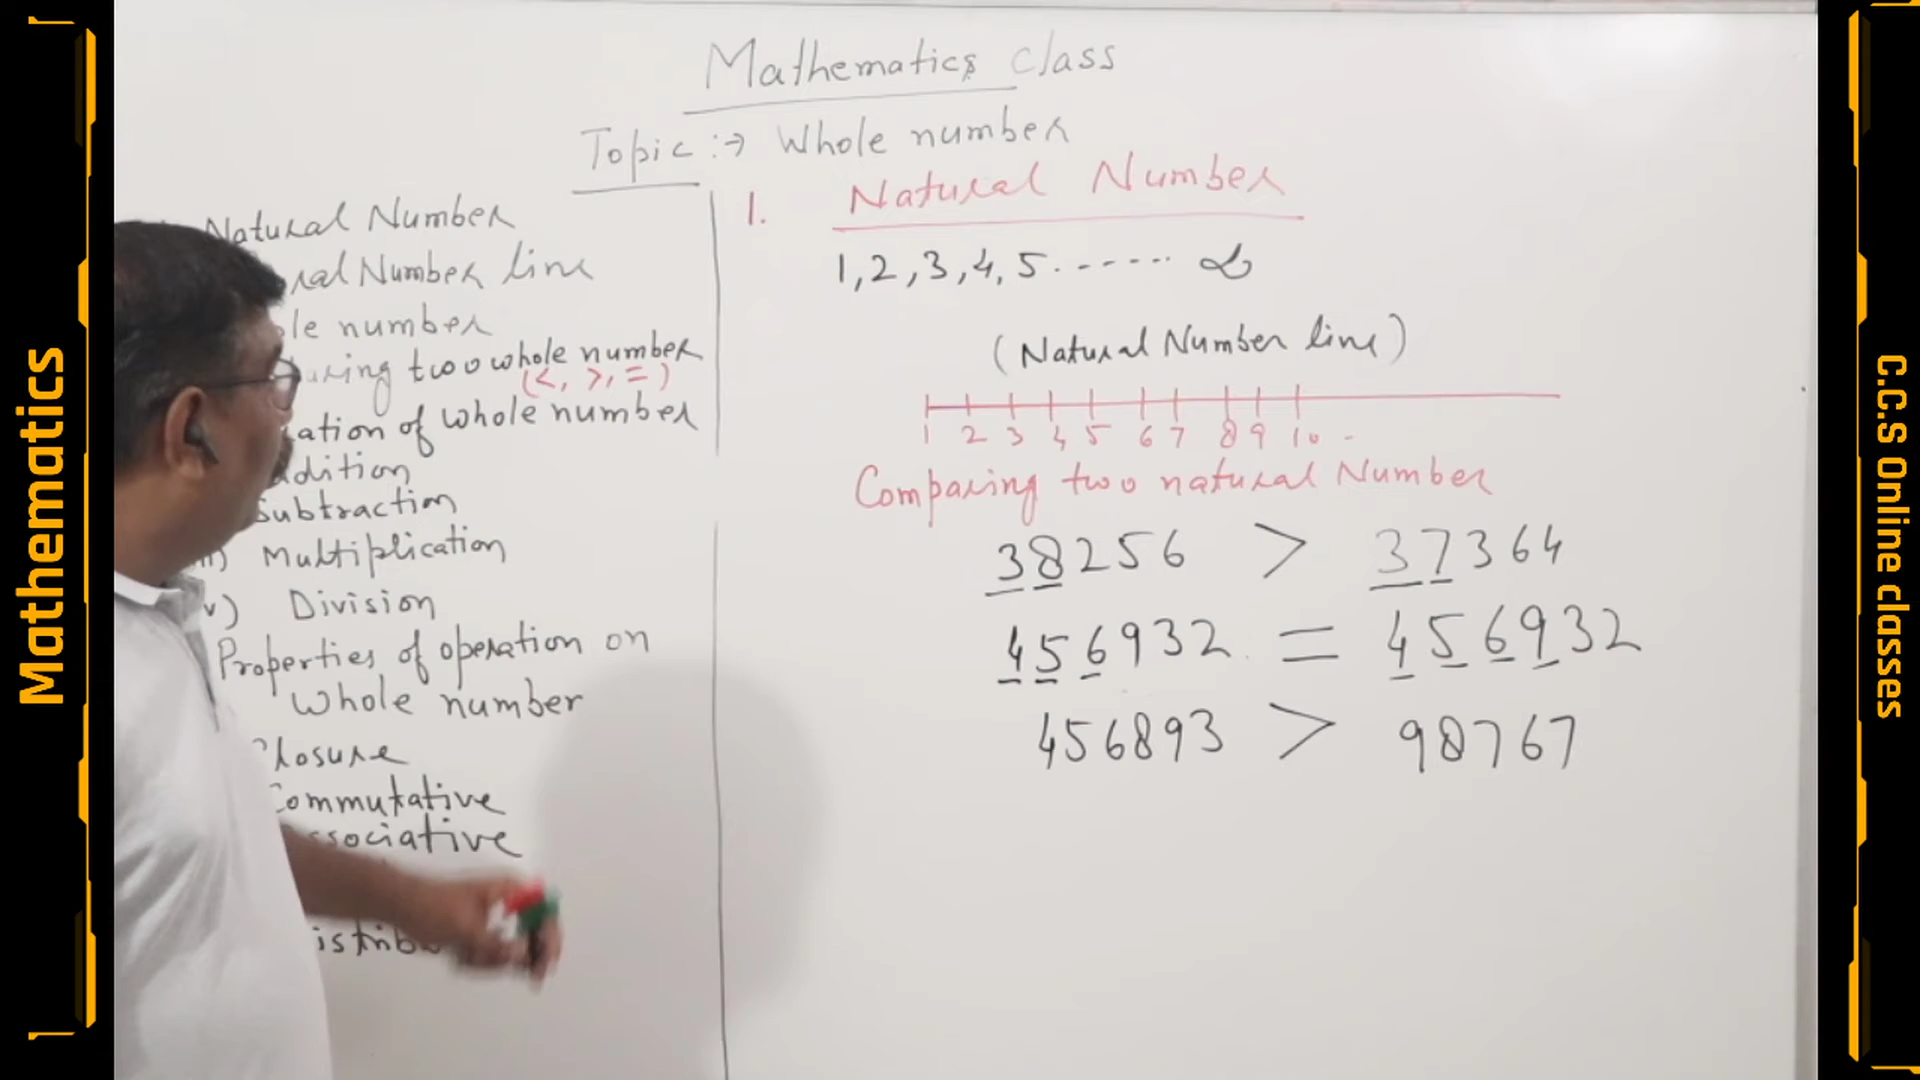 Mathematics
Mathematics class
Topic :→ Whole number
Natural Number
Number line
number
two whole number
(<, >, =)
of whole number
Subtraction
Multiplication
v) Division
Properties of operation on
Whole number
Closure
Commutative
1. Natural Number
1, 2, 3, 4, 5 ....... ∞
(Natural Number line)
1 2 3 4 5 6 7 8 9 10 -
Comparing two natural Number
38256 > 37364
456932 = 456932
456893 > 98767
C.C.S Online classes